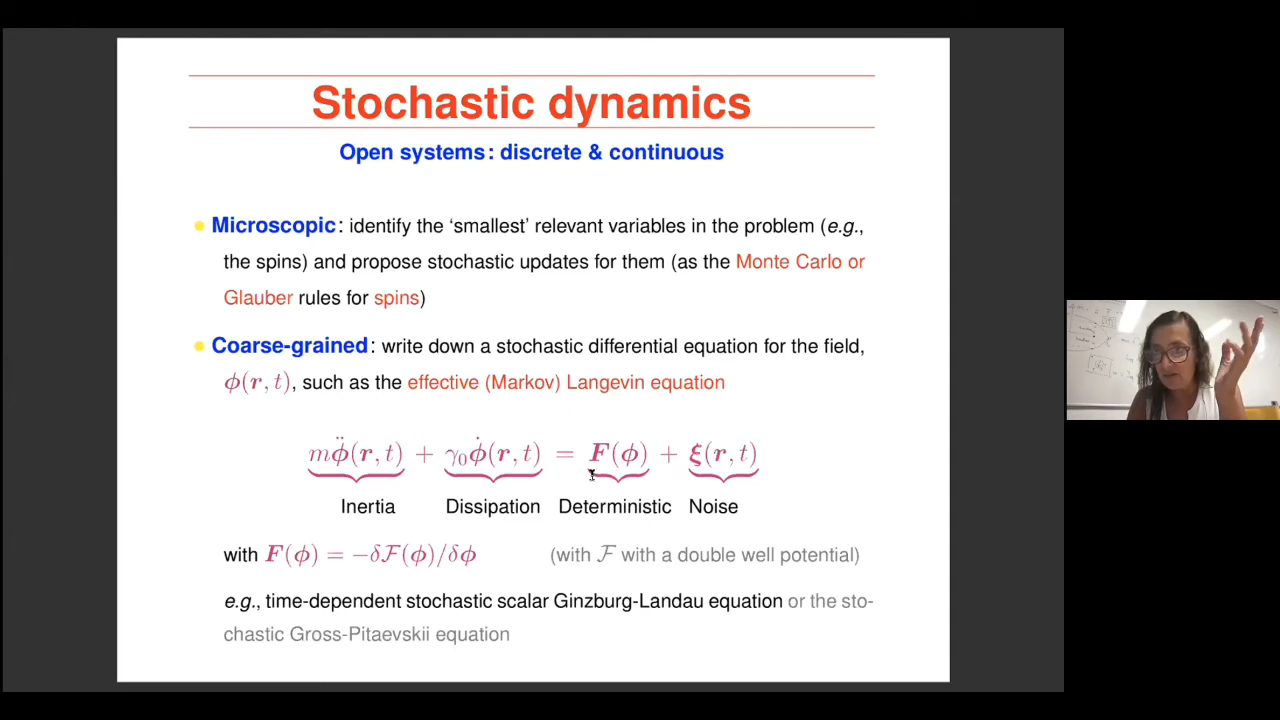 Stochastic dynamics
Open systems: discrete & continuous
• Microscopic: identify the ‘smallest’ relevant variables in the problem (e.g.,
the spins) and propose stochastic updates for them (as the Monte Carlo or
Glauber rules for spins)
• Coarse-grained: write down a stochastic differential equation for the field,
ϕ(r, t), such as the effective (Markov) Langevin equation
mϕ̈(r, t) + γ₀ϕ̇(r, t) = F(ϕ) + ξ(r, t)
Inertia Dissipation Deterministic Noise
with F(ϕ) = −δℱ(ϕ)/δϕ (with ℱ with a double well potential)
e.g., time-dependent stochastic scalar Ginzburg-Landau equation or the sto-
chastic Gross-Pitaevskii equation